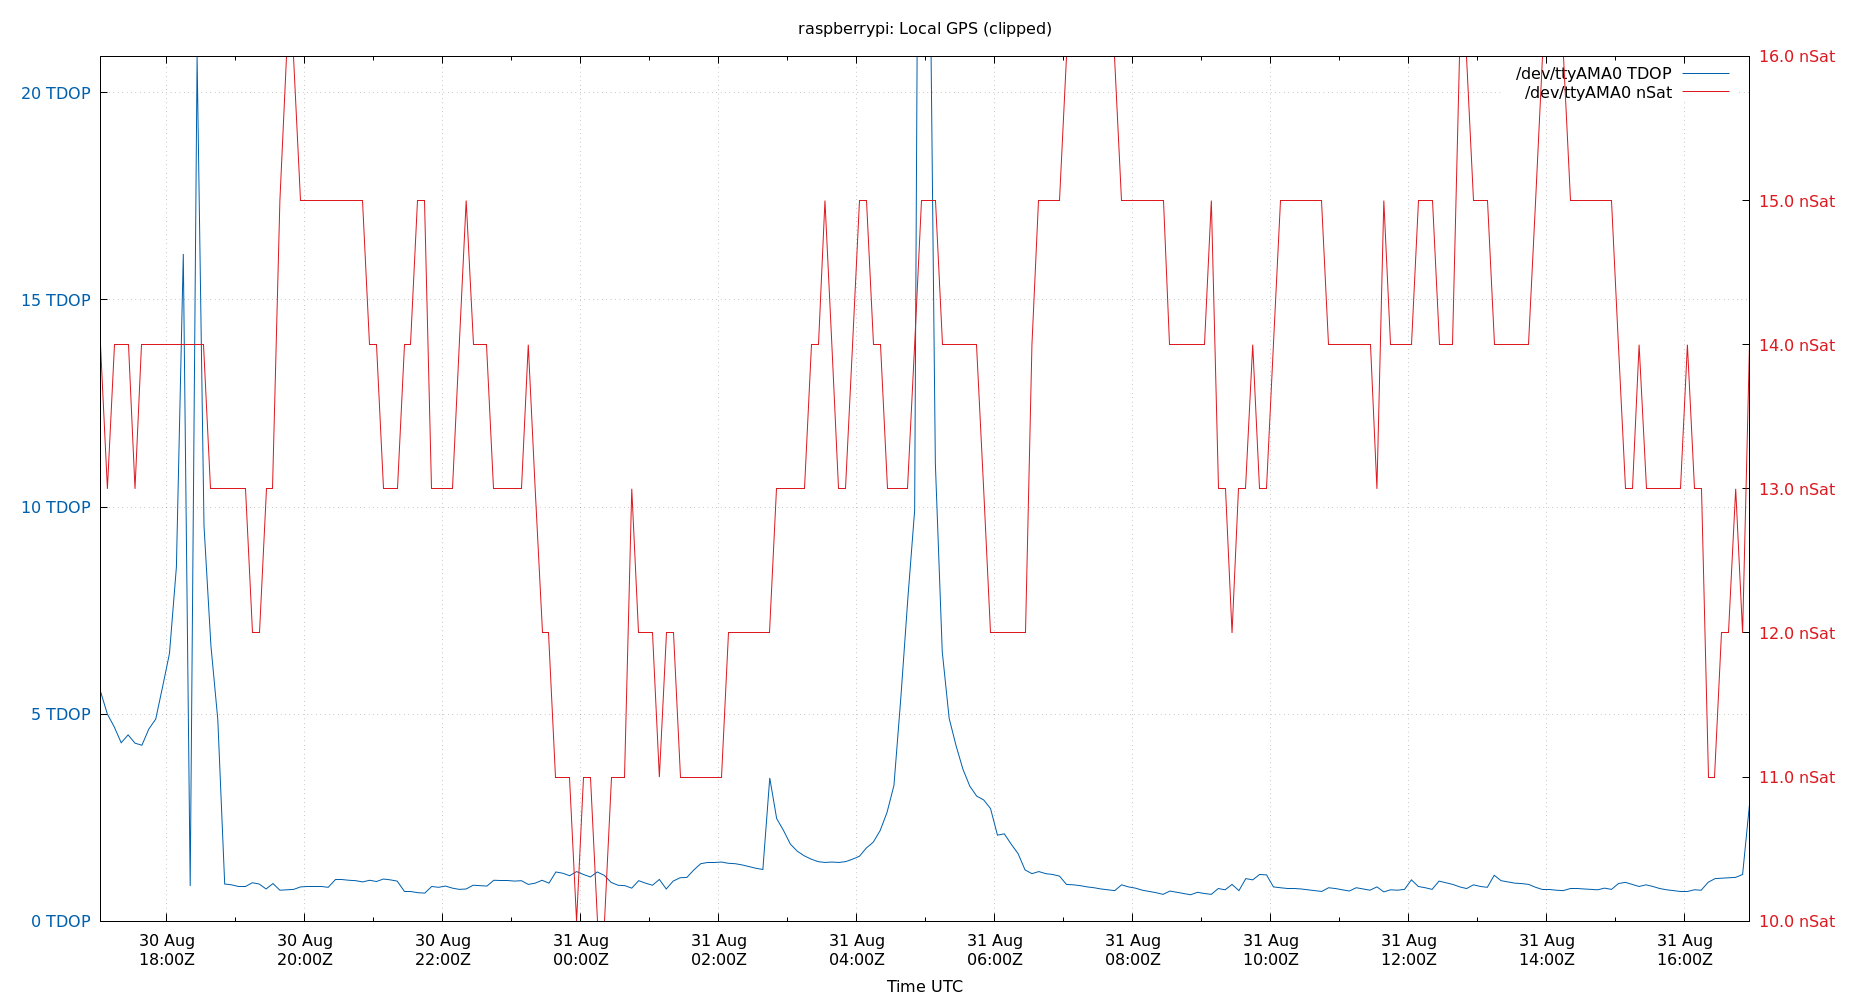 raspberrypi: Local GPS (clipped)
/dev/ttyAMA0 TDOP
/dev/ttyAMA0 nSat
20 TDOP
15 TDOP
10 TDOP
5 TDOP
0 TDOP
16.0 nSat
15.0 nSat
14.0 nSat
13.0 nSat
12.0 nSat
11.0 nSat
10.0 nSat
30 Aug
18:00Z
30 Aug
20:00Z
30 Aug
22:00Z
31 Aug
00:00Z
31 Aug
02:00Z
31 Aug
04:00Z
31 Aug
06:00Z
31 Aug
08:00Z
31 Aug
10:00Z
31 Aug
12:00Z
31 Aug
14:00Z
31 Aug
16:00Z
Time UTC